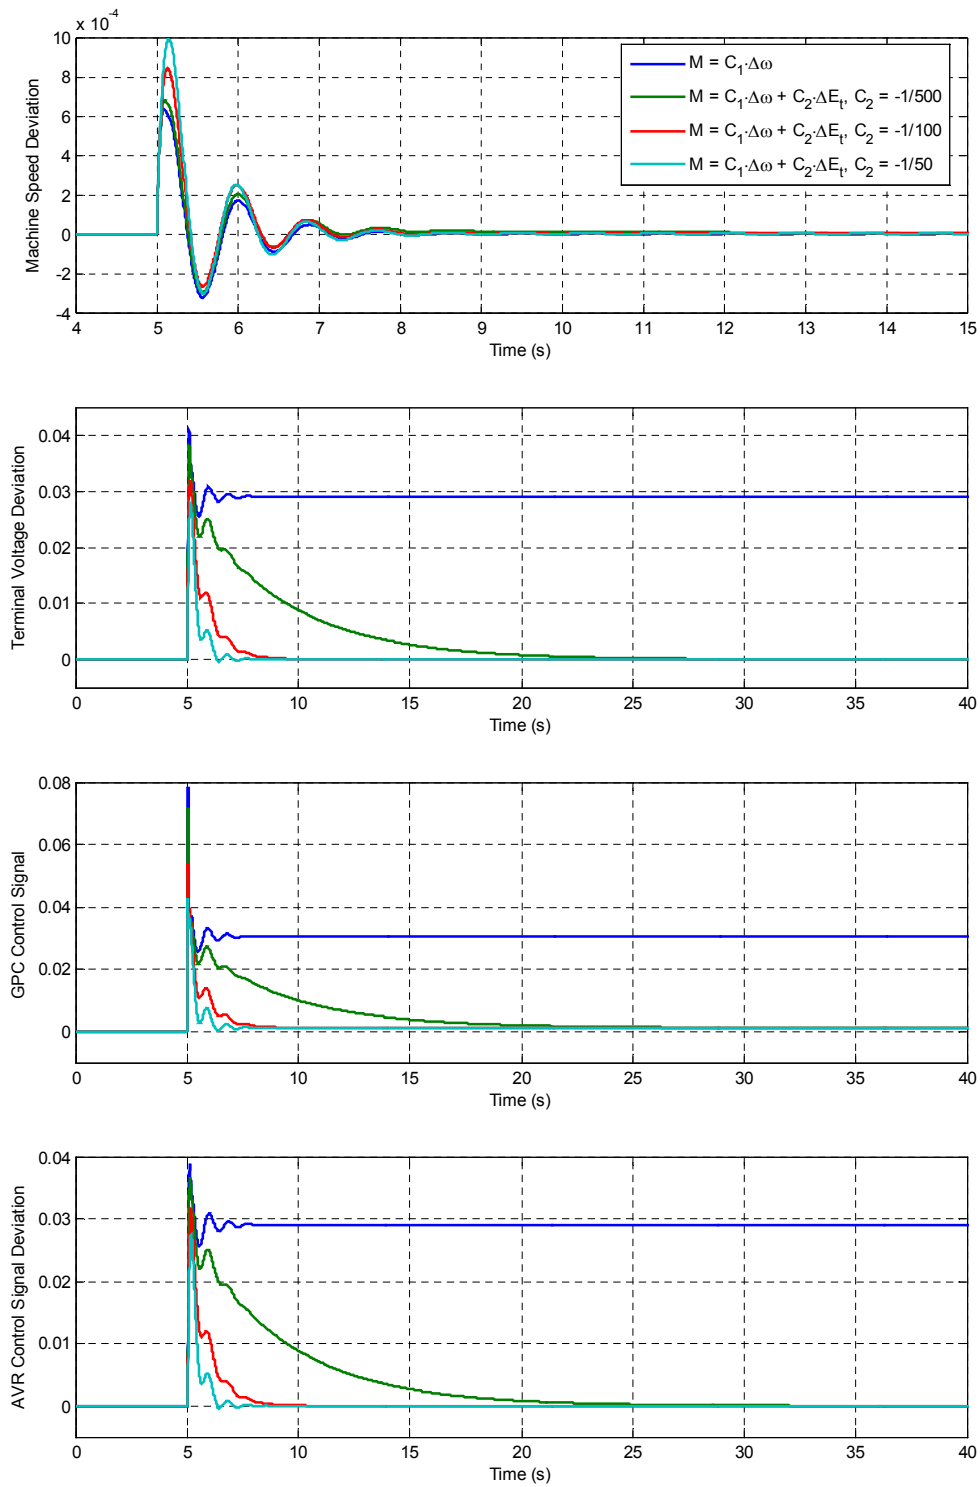 x 10⁻⁴
10
8
6
4
2
0
-2
-4
Machine Speed Deviation
M = C₁·Δω
M = C₁·Δω + C₂·ΔEₜ, C₂ = -1/500
M = C₁·Δω + C₂·ΔEₜ, C₂ = -1/100
M = C₁·Δω + C₂·ΔEₜ, C₂ = -1/50
4 5 6 7 8 9 10 11 12 13 14 15
Time (s)
0.04
0.03
0.02
0.01
0
Terminal Voltage Deviation
0 5 10 15 20 25 30 35 40
Time (s)
0.08
0.06
0.04
0.02
0
GPC Control Signal
0 5 10 15 20 25 30 35 40
Time (s)
0.04
0.03
0.02
0.01
0
AVR Control Signal Deviation
0 5 10 15 20 25 30 35 40
Time (s)